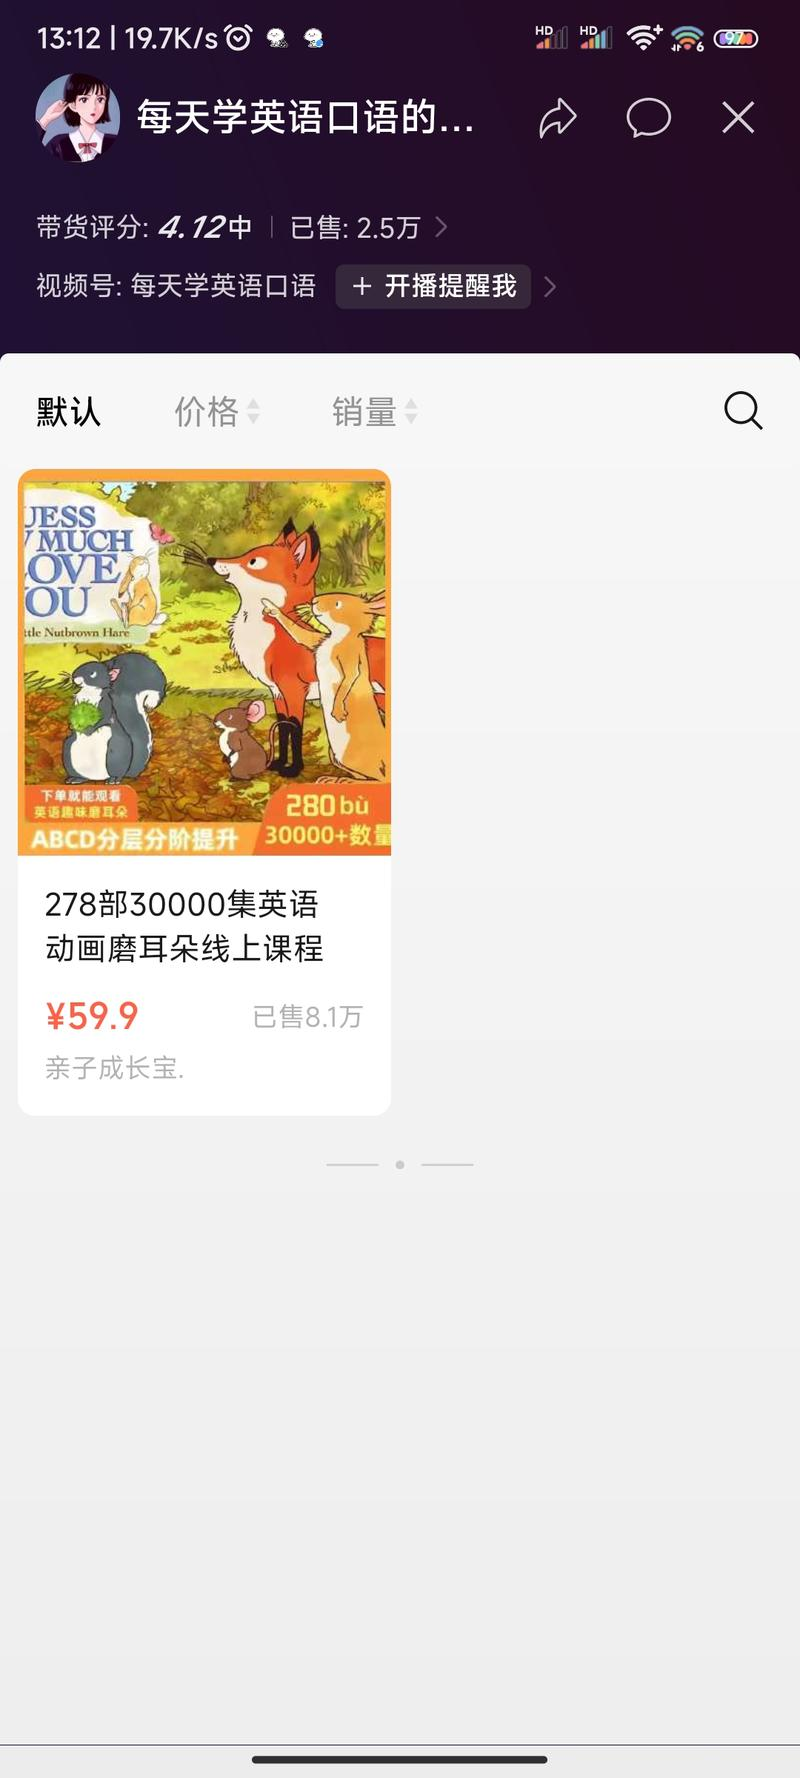 13:12 | 19.7K/s
HD HD 6 97
每天学英语口语的...
带货评分: 4.12中 已售: 2.5万
视频号: 每天学英语口语 + 开播提醒我
默认 价格 销量
UESS
MUCH
OVE
OU
ttle Nutbrown Hare
下单就能观看
英语趣味磨耳朵
280bù
ABCD分层分阶提升
30000+数量
278部30000集英语
动画磨耳朵线上课程
¥59.9 已售8.1万
亲子成长宝.